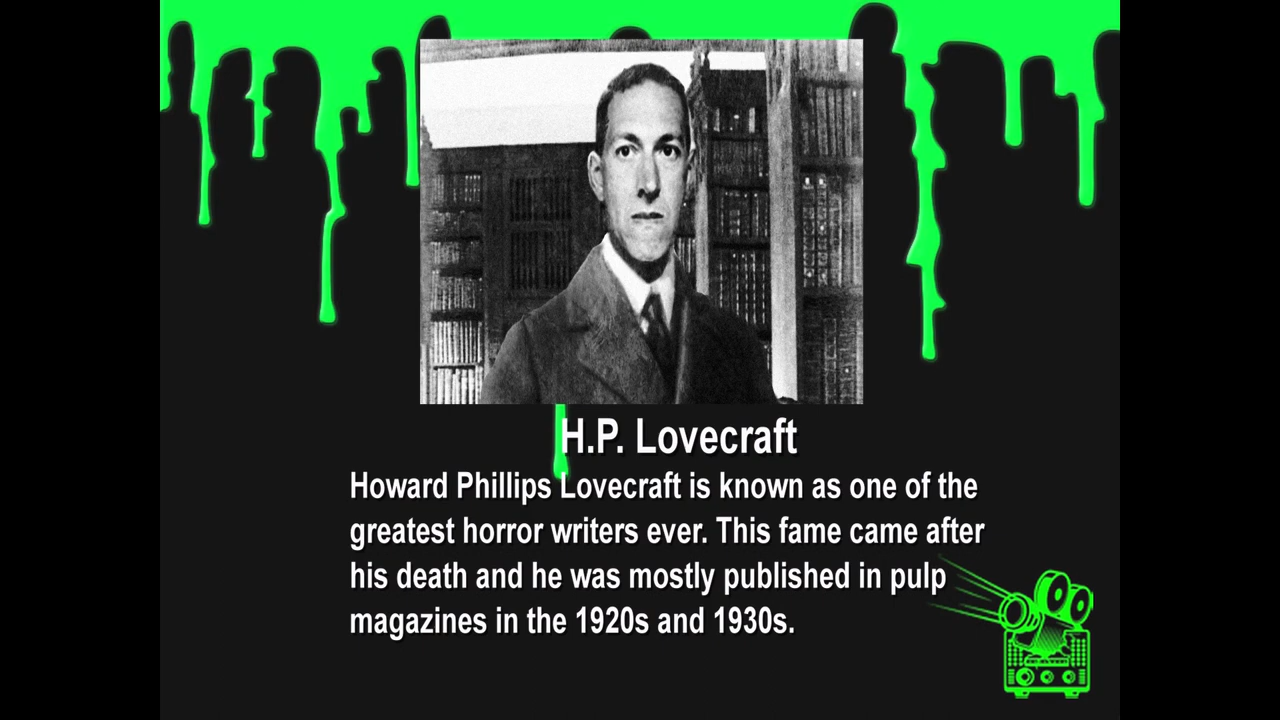 H.P. Lovecraft
Howard Phillips Lovecraft is known as one of the
greatest horror writers ever. This fame came after
his death and he was mostly published in pulp
magazines in the 1920s and 1930s.